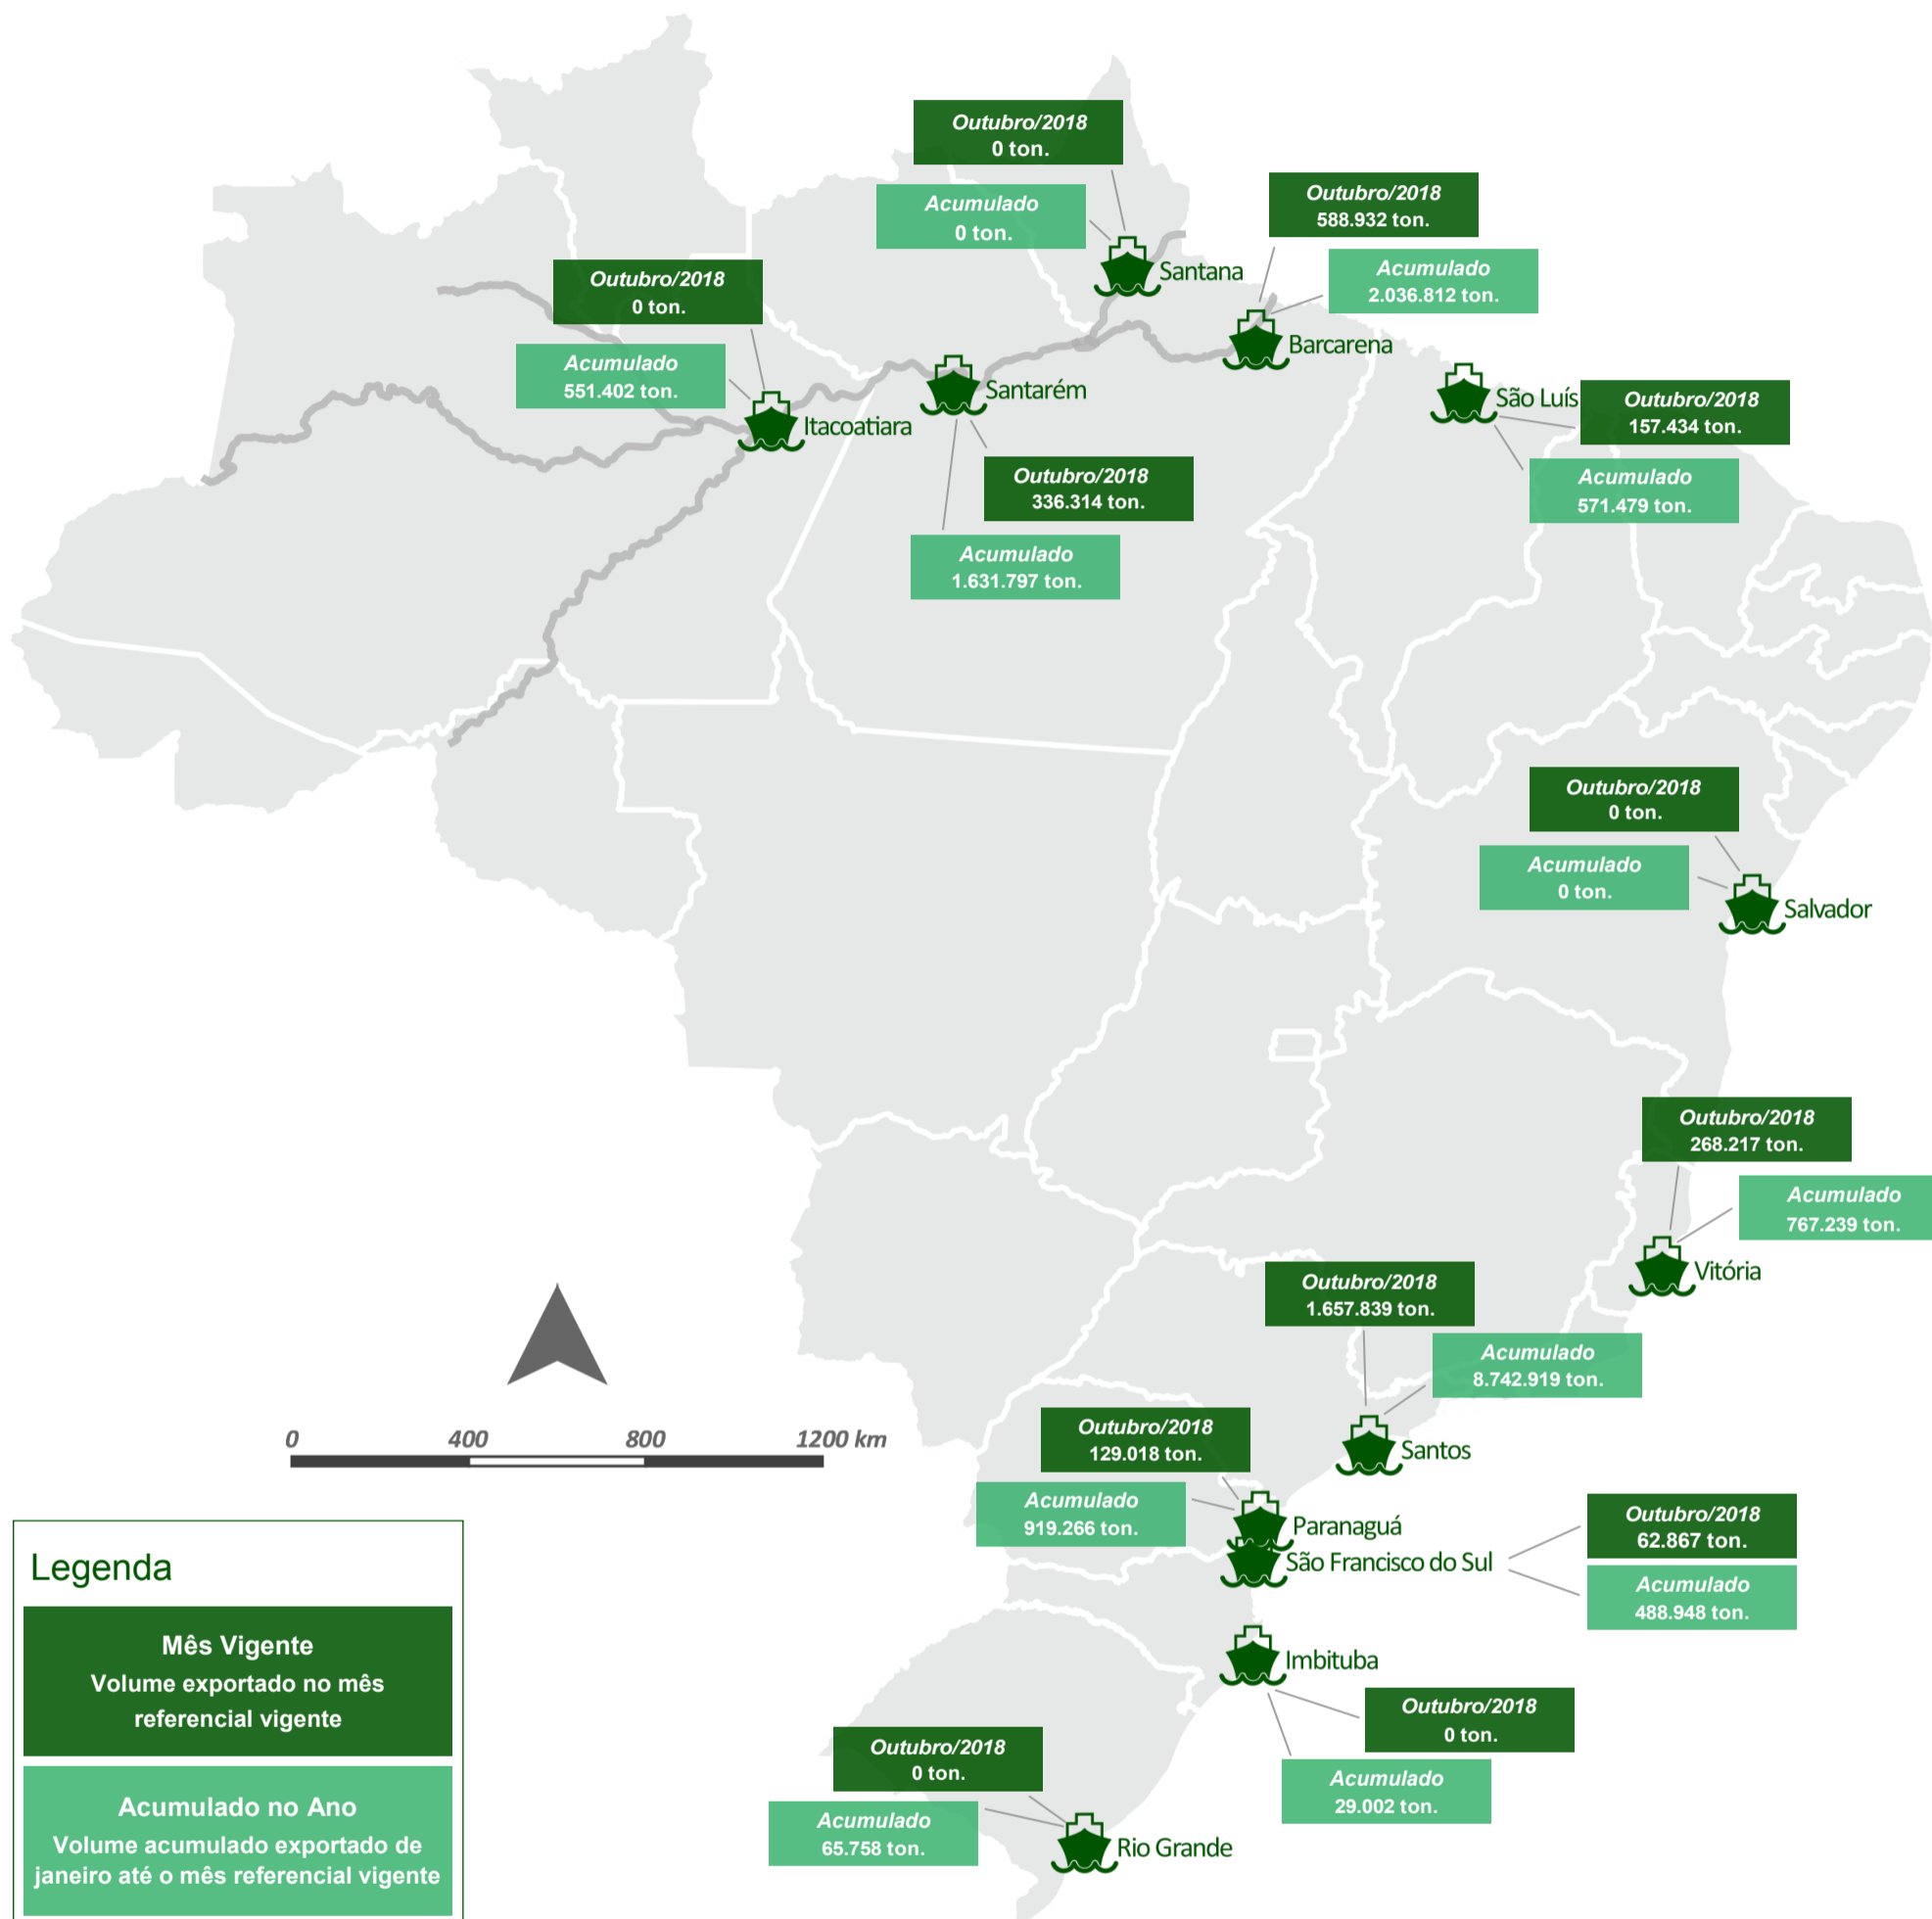 Outubro/2018
0 ton.
Acumulado
0 ton.
Santana
Outubro/2018
588.932 ton.
Acumulado
2.036.812 ton.
Barcarena
Outubro/2018
0 ton.
Acumulado
551.402 ton.
Itacoatiara
Santarém
Outubro/2018
336.314 ton.
Acumulado
1.631.797 ton.
São Luís
Outubro/2018
157.434 ton.
Acumulado
571.479 ton.
Outubro/2018
0 ton.
Acumulado
0 ton.
Salvador
Outubro/2018
268.217 ton.
Acumulado
767.239 ton.
Vitória
Outubro/2018
1.657.839 ton.
Acumulado
8.742.919 ton.
Santos
Outubro/2018
129.018 ton.
Acumulado
919.266 ton.
Paranaguá
São Francisco do Sul
Outubro/2018
62.867 ton.
Acumulado
488.948 ton.
Imbituba
Outubro/2018
0 ton.
Acumulado
29.002 ton.
Outubro/2018
0 ton.
Acumulado
65.758 ton.
Rio Grande
0 400 800 1200 km
Legenda
Mês Vigente
Volume exportado no mês
referencial vigente
Acumulado no Ano
Volume acumulado exportado de
janeiro até o mês referencial vigente